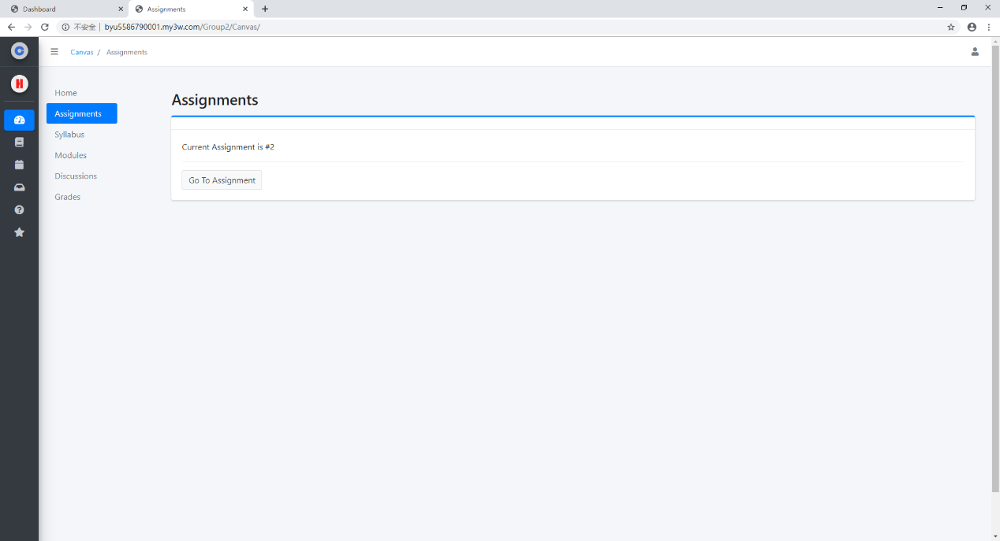 Dashboard
Assignments
不安全 byu5586790001.my3w.com/Group2/Canvas/
Canvas / Assignments
Home
Assignments
Syllabus
Modules
Discussions
Grades
Assignments
Current Assignment is #2
Go To Assignment